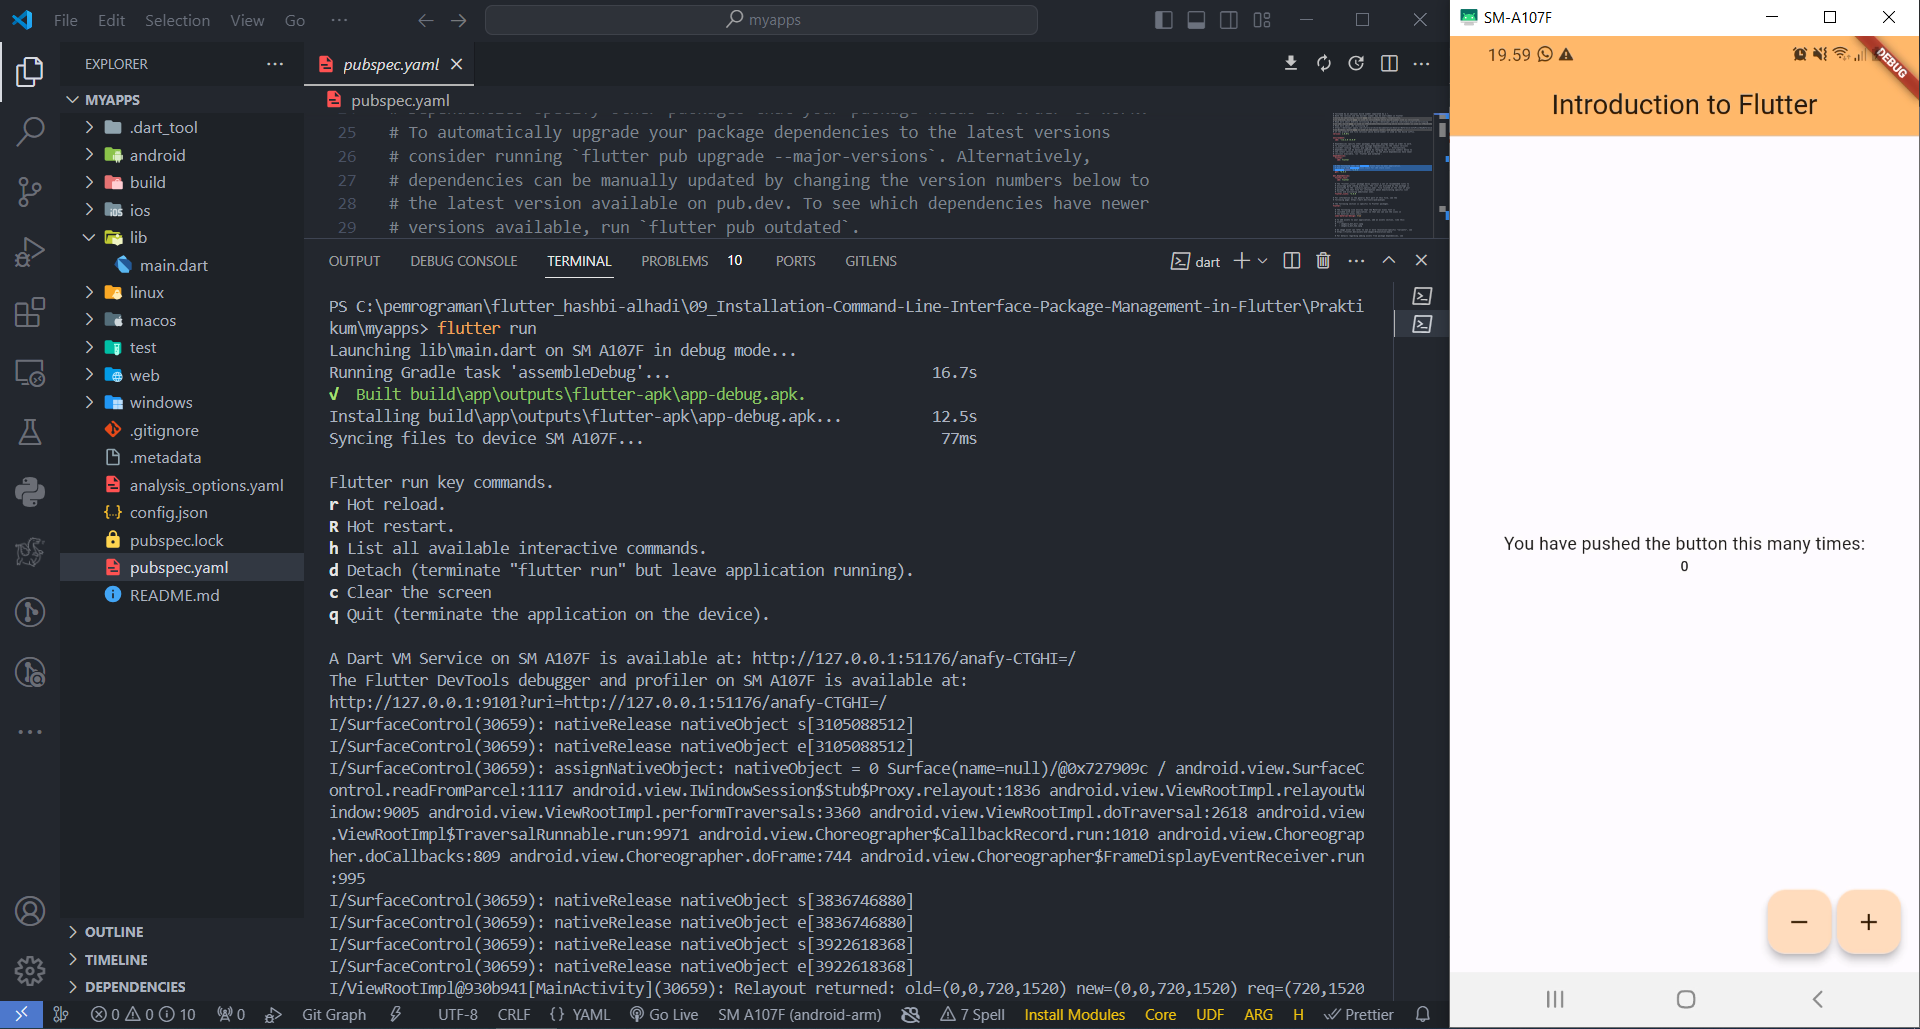 File Edit Selection View Go ··· myapps
EXPLORER
MYAPPS
.dart_tool
android
build
ios
lib
main.dart
linux
macos
test
web
windows
.gitignore
.metadata
analysis_options.yaml
config.json
pubspec.lock
pubspec.yaml
README.md
OUTLINE
TIMELINE
DEPENDENCIES
pubspec.yaml
pubspec.yaml
25 # To automatically upgrade your package dependencies to the latest versions
26 # consider running `flutter pub upgrade --major-versions`. Alternatively,
27 # dependencies can be manually updated by changing the version numbers below to
28 # the latest version available on pub.dev. To see which dependencies have newer
29 # versions available, run `flutter pub outdated`.
OUTPUT DEBUG CONSOLE TERMINAL PROBLEMS 10 PORTS GITLENS dart
PS C:\pemrograman\flutter_hashbi-alhadi\09_Installation-Command-Line-Interface-Package-Management-in-Flutter\Prakti
kum\myapps> flutter run
Launching lib\main.dart on SM A107F in debug mode...
Running Gradle task 'assembleDebug'... 16.7s
√ Built build\app\outputs\flutter-apk\app-debug.apk.
Installing build\app\outputs\flutter-apk\app-debug.apk... 12.5s
Syncing files to device SM A107F... 77ms
Flutter run key commands.
r Hot reload.
R Hot restart.
h List all available interactive commands.
d Detach (terminate "flutter run" but leave application running).
c Clear the screen
q Quit (terminate the application on the device).
A Dart VM Service on SM A107F is available at: http://127.0.0.1:51176/anafy-CTGHI=/
The Flutter DevTools debugger and profiler on SM A107F is available at:
http://127.0.0.1:9101?uri=http://127.0.0.1:51176/anafy-CTGHI=/
I/SurfaceControl(30659): nativeRelease nativeObject s[3105088512]
I/SurfaceControl(30659): nativeRelease nativeObject e[3105088512]
I/SurfaceControl(30659): assignNativeObject: nativeObject = 0 Surface(name=null)/@0x727909c / android.view.SurfaceC
ontrol.readFromParcel:1117 android.view.IWindowSession$Stub$Proxy.relayout:1836 android.view.ViewRootImpl.relayoutW
indow:9005 android.view.ViewRootImpl.performTraversals:3360 android.view.ViewRootImpl.doTraversal:2618 android.view
.ViewRootImpl$TraversalRunnable.run:9971 android.view.Choreographer$CallbackRecord.run:1010 android.view.Choreograp
her.doCallbacks:809 android.view.Choreographer.doFrame:744 android.view.Choreographer$FrameDisplayEventReceiver.run
:995
I/SurfaceControl(30659): nativeRelease nativeObject s[3836746880]
I/SurfaceControl(30659): nativeRelease nativeObject e[3836746880]
I/SurfaceControl(30659): nativeRelease nativeObject s[3922618368]
I/SurfaceControl(30659): nativeRelease nativeObject e[3922618368]
I/ViewRootImpl@930b941[MainActivity](30659): Relayout returned: old=(0,0,720,1520) new=(0,0,720,1520) req=(720,1520
0 0 10 0 Git Graph UTF-8 CRLF {} YAML Go Live SM A107F (android-arm) 7 Spell Install Modules Core UDF ARG H Prettier
SM-A107F
19.59
DEBUG
Introduction to Flutter
You have pushed the button this many times:
0
− +